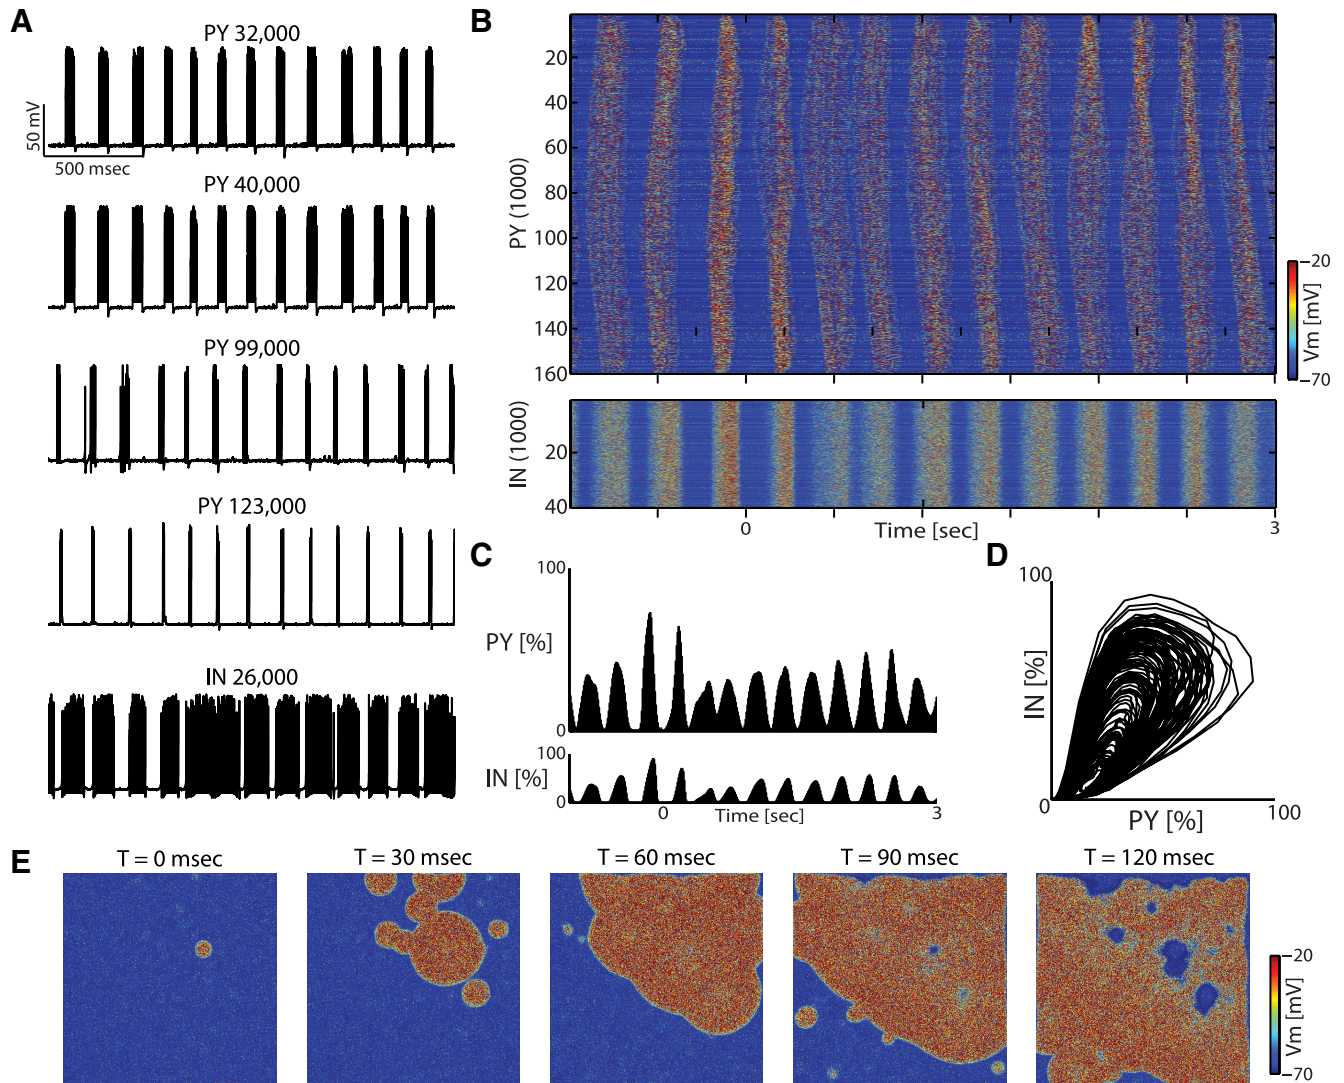 A
PY 32,000
50 mV
500 msec
PY 40,000
PY 99,000
PY 123,000
IN 26,000
B
PY (1000)
20
40
60
80
100
120
140
160
IN (1000)
20
40
0
Time [sec]
3
−20
Vm [mV]
−70
C
100
PY [%]
0
100
IN [%]
0
0
Time [sec]
3
D
100
IN [%]
0
PY [%]
100
E
T = 0 msec
T = 30 msec
T = 60 msec
T = 90 msec
T = 120 msec
−20
Vm [mV]
−70